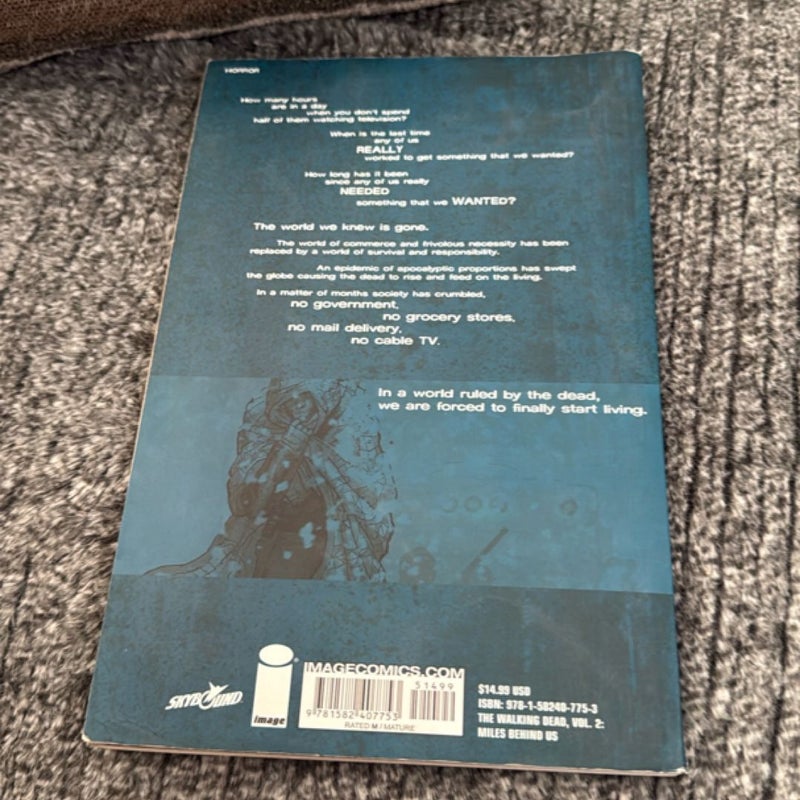 HORROR
How many hours
are in a day
when you don't spend
half of them watching television?
When is the last time
any of us
REALLY
worked to get something that we wanted?
How long has it been
since any of us really
NEEDED
something that we WANTED?
The world we knew is gone.
The world of commerce and frivolous necessity has been
replaced by a world of survival and responsibility.
An epidemic of apocalyptic proportions has swept
the globe causing the dead to rise and feed on the living.
In a matter of months society has crumbled,
no government,
no grocery stores,
no mail delivery,
no cable TV.
In a world ruled by the dead,
we are forced to finally start living.
SKYBOUND
image
IMAGECOMICS.COM
51499
9 781582 407753
RATED M / MATURE
$14.99 USD
ISBN: 978-1-58240-775-3
THE WALKING DEAD, VOL. 2:
MILES BEHIND US